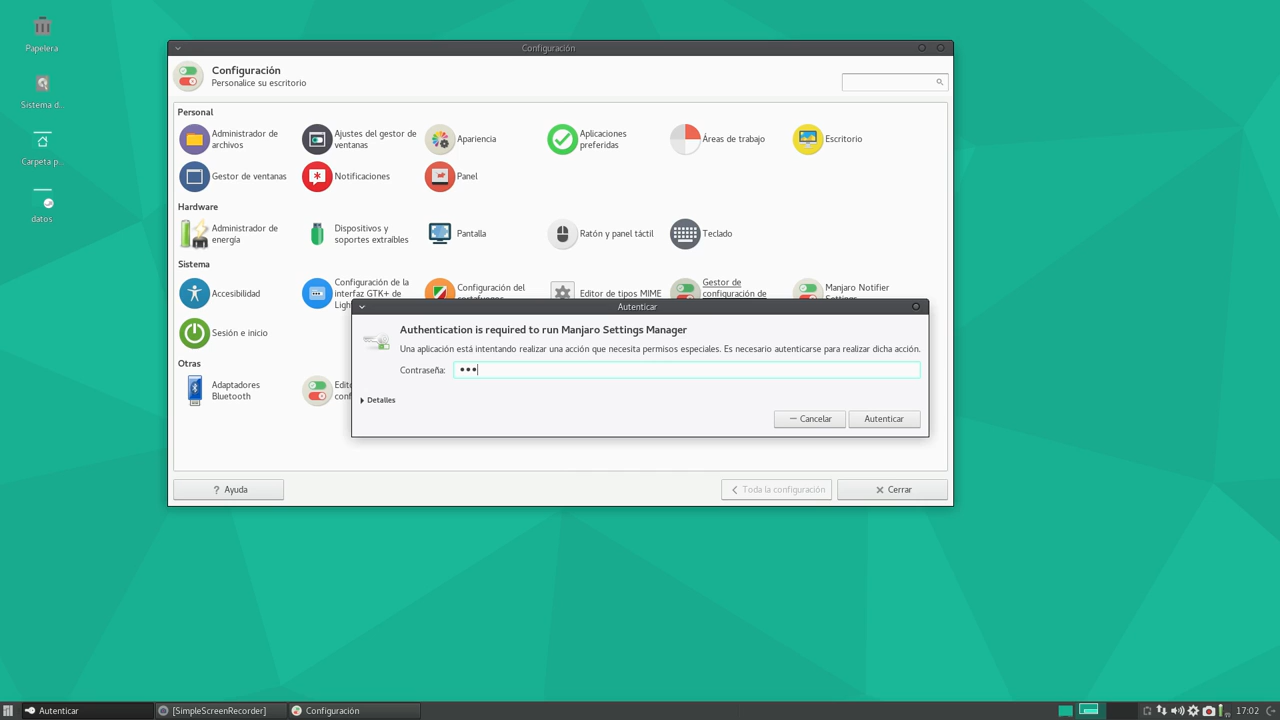 Papelera
Sistema d...
Carpeta p...
datos
Configuración
Configuración
Personalice su escritorio
Personal
Administrador de
archivos
Ajustes del gestor de
ventanas
Apariencia
Aplicaciones
preferidas
Áreas de trabajo
Escritorio
Gestor de ventanas
Notificaciones
Panel
Hardware
Administrador de
energía
Dispositivos y
soportes extraíbles
Pantalla
Ratón y panel táctil
Teclado
Sistema
Accesibilidad
Configuración de la
interfaz GTK+ de
Configuración del
Editor de tipos MIME
Gestor de
configuración de
Manjaro Notifier
Sesión e inicio
Otras
Adaptadores
Bluetooth
Autenticar
Authentication is required to run Manjaro Settings Manager
Una aplicación está intentando realizar una acción que necesita permisos especiales. Es necesario autenticarse para realizar dicha acción.
Contraseña: •••
Detalles
Cancelar
Autenticar
? Ayuda
Toda la configuración
Cerrar
Autenticar
[SimpleScreenRecorder]
Configuración
17:02